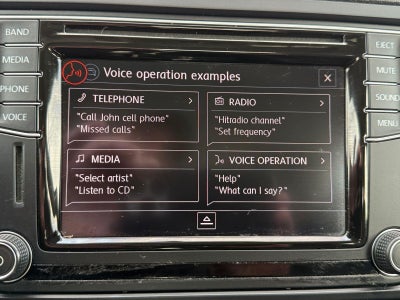 BAND
MEDIA
PHONE
VOICE
Voice operation examples
TELEPHONE
"Call John cell phone"
"Missed calls"
RADIO
"Hitradio channel"
"Set frequency"
MEDIA
"Select artist"
"Listen to CD"
VOICE OPERATION
"Help"
"What can I say?"
EJECT
MUTE
SOUND
MENU